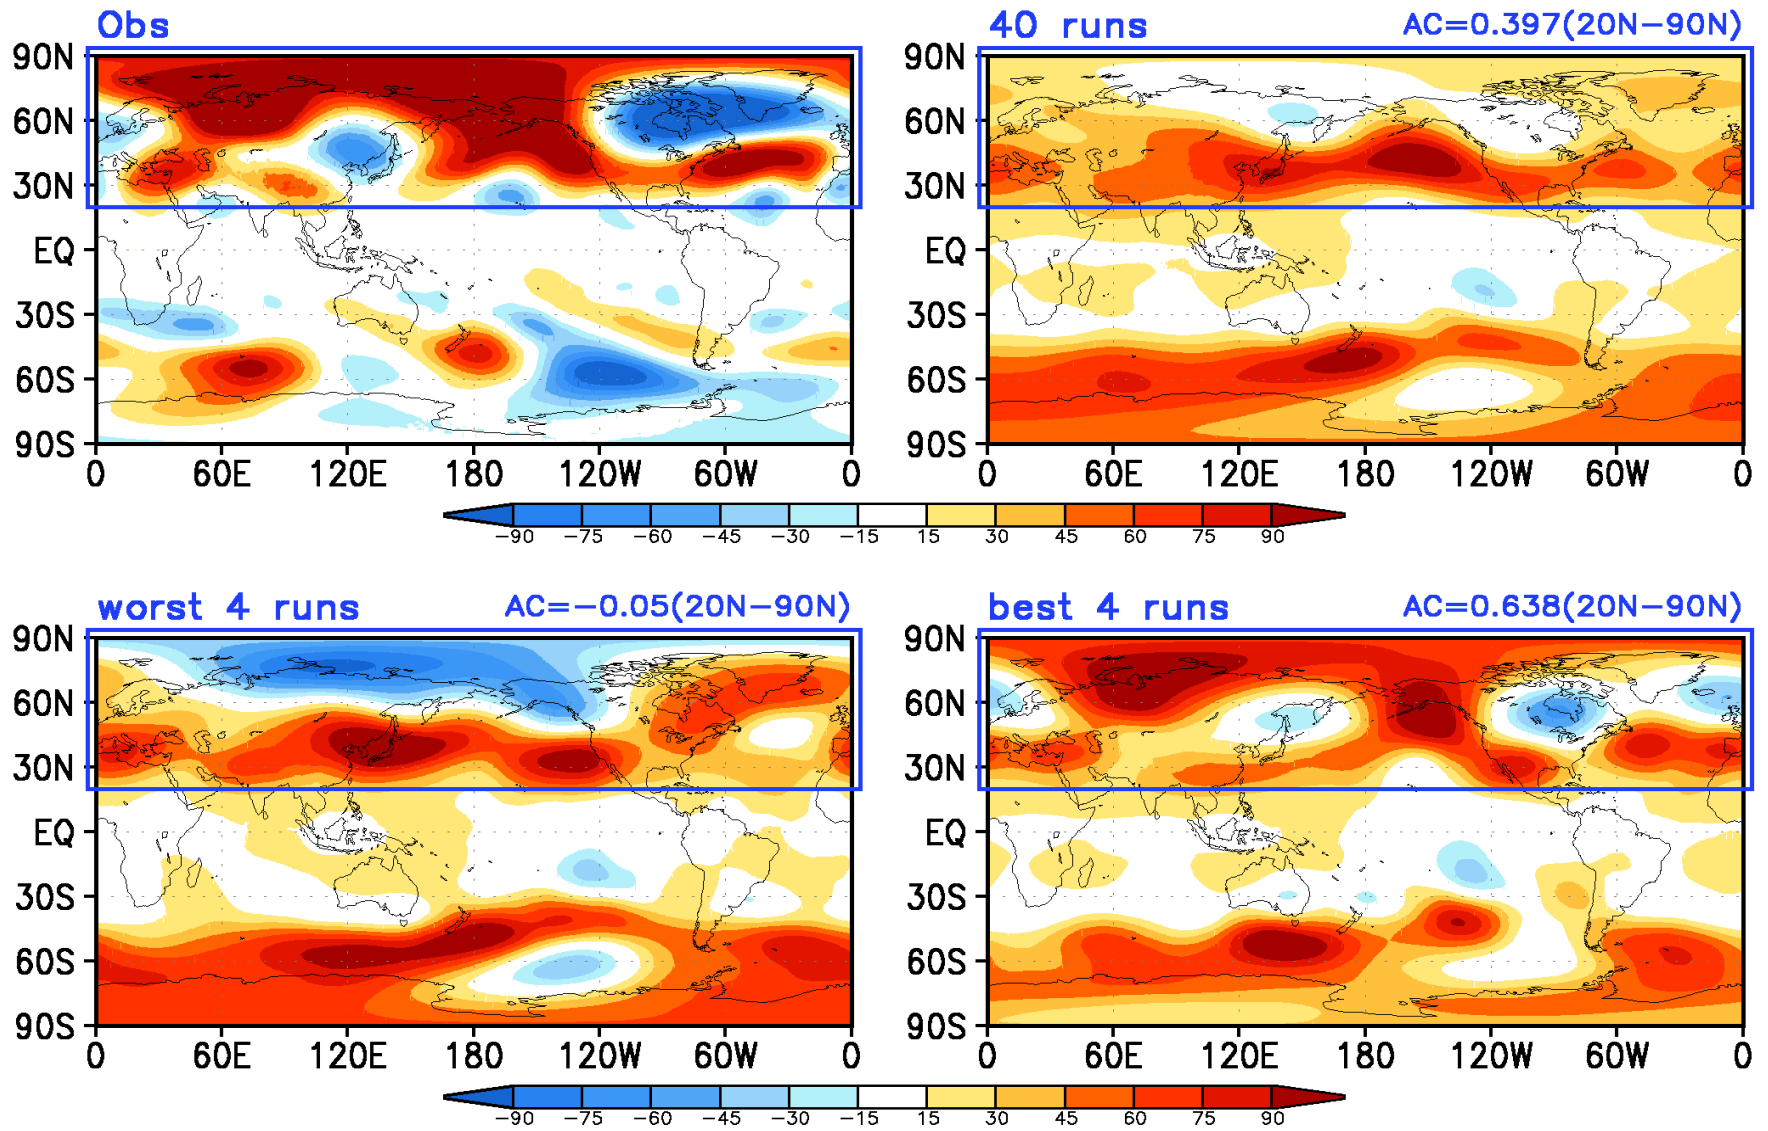 Obs
40 runs AC=0.397(20N−90N)
90N 90N
60N 60N
30N 30N
EQ EQ
30S 30S
60S 60S
90S 90S
0 60E 120E 180 120W 60W 0 0 60E 120E 180 120W 60W 0
−90 −75 −60 −45 −30 −15 15 30 45 60 75 90
worst 4 runs AC=−0.05(20N−90N)
best 4 runs AC=0.638(20N−90N)
90N 90N
60N 60N
30N 30N
EQ EQ
30S 30S
60S 60S
90S 90S
0 60E 120E 180 120W 60W 0 0 60E 120E 180 120W 60W 0
−90 −75 −60 −45 −30 −15 15 30 45 60 75 90